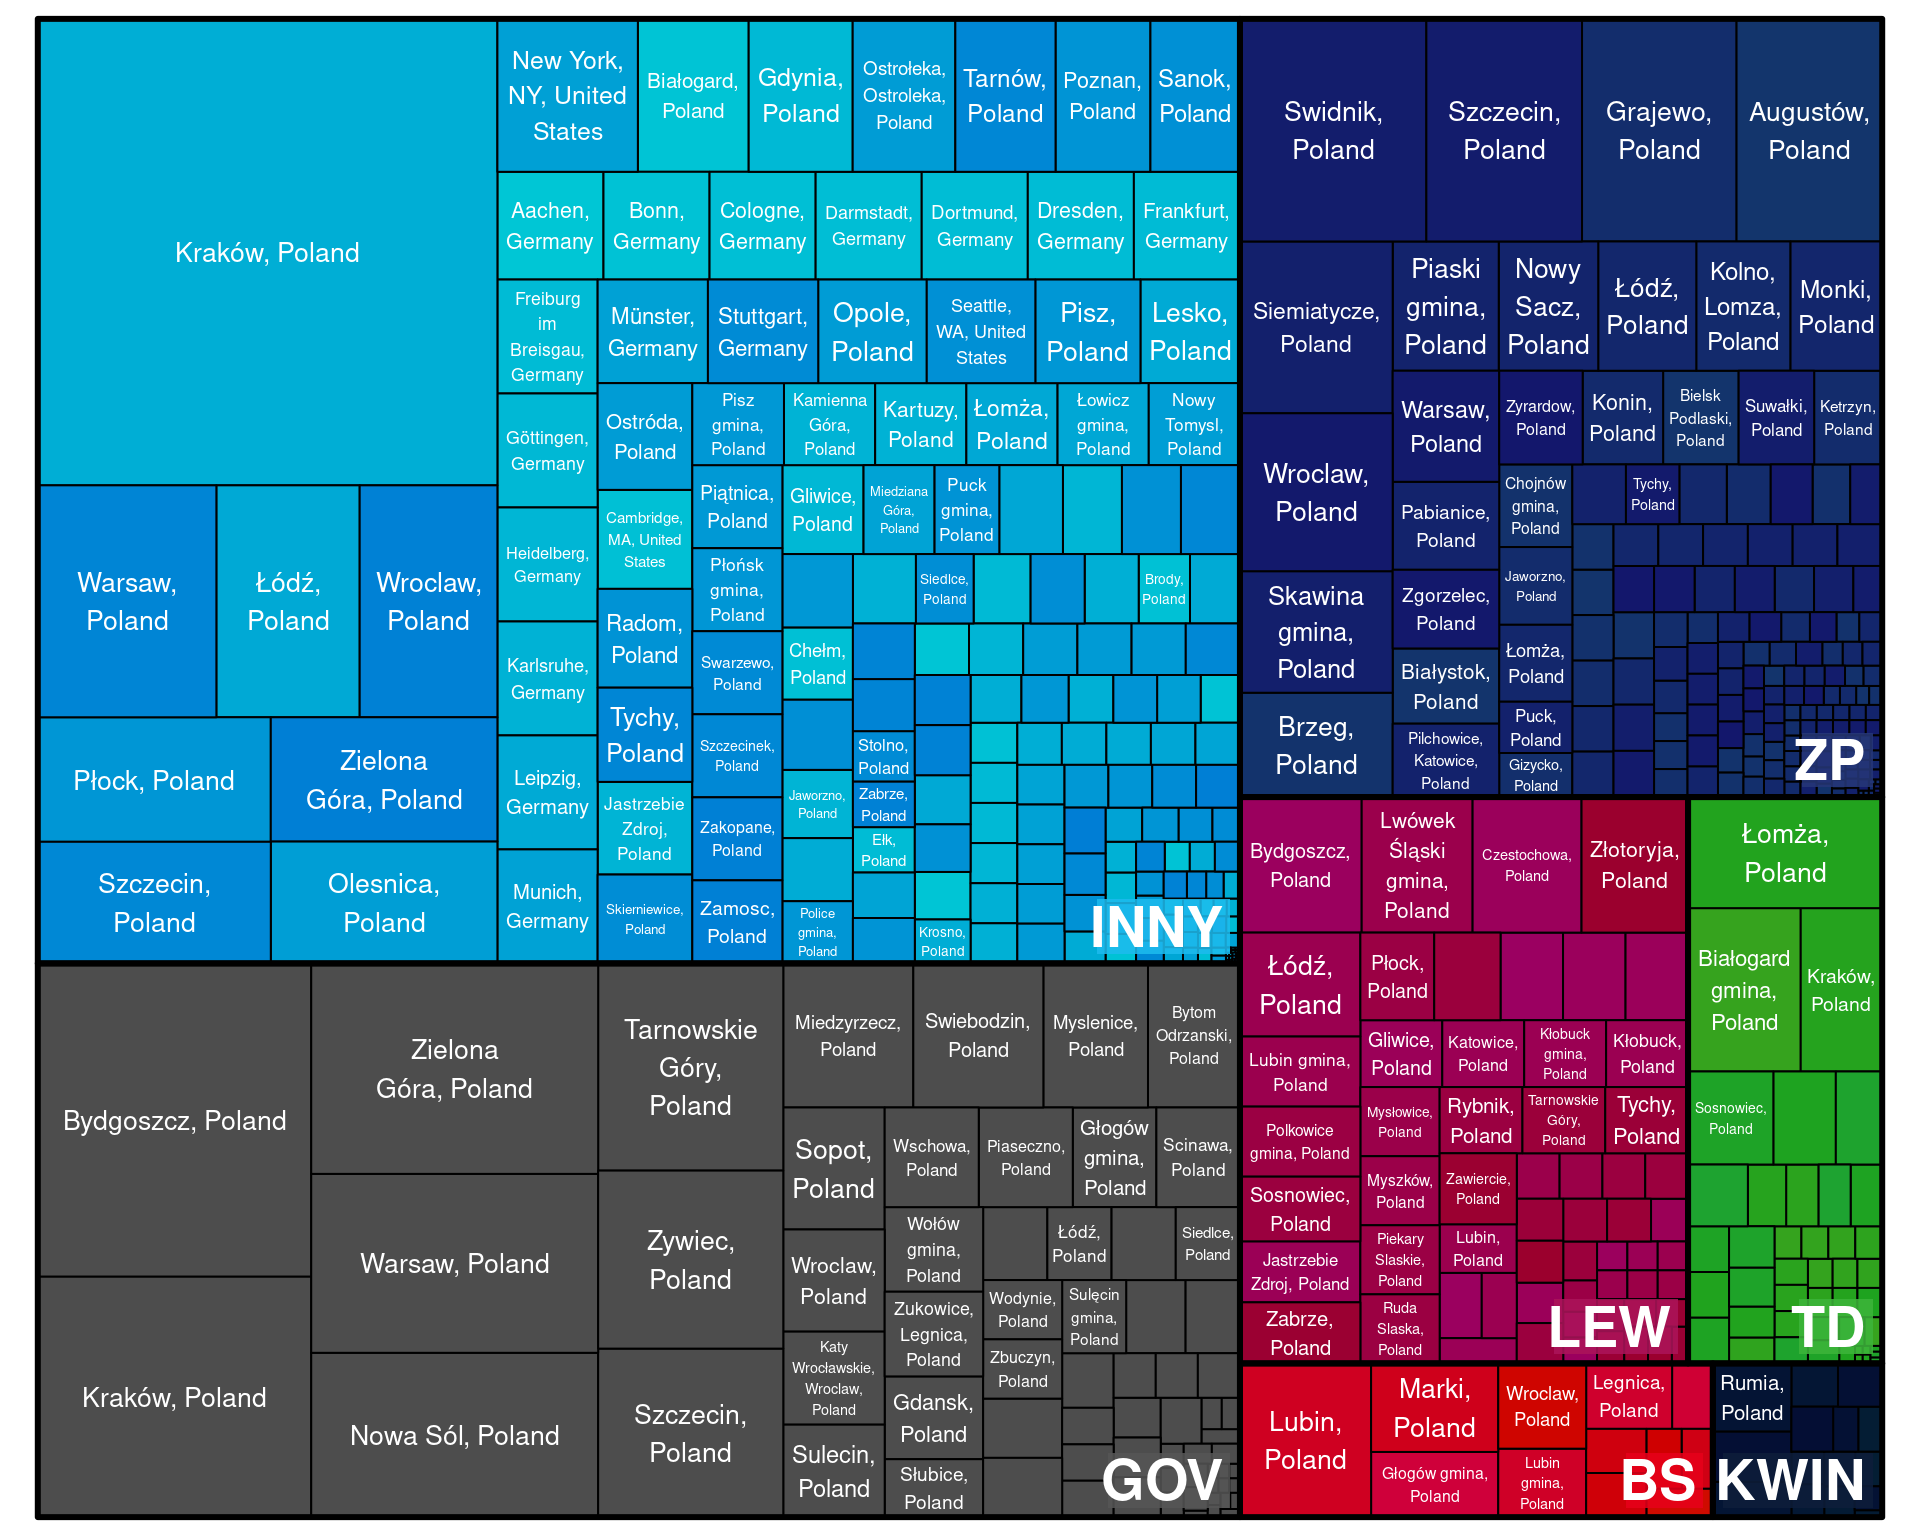 Kraków, Poland
Warsaw,
Poland
Łódź,
Poland
Wroclaw,
Poland
Płock, Poland
Zielona
Góra, Poland
Szczecin,
Poland
Olesnica,
Poland
New York,
NY, United
States
Białogard,
Poland
Gdynia,
Poland
Ostrołeka,
Ostroleka,
Poland
Tarnów,
Poland
Poznan,
Poland
Sanok,
Poland
Aachen,
Germany
Bonn,
Germany
Cologne,
Germany
Darmstadt,
Germany
Dortmund,
Germany
Dresden,
Germany
Frankfurt,
Germany
Freiburg
im
Breisgau,
Germany
Göttingen,
Germany
Heidelberg,
Germany
Karlsruhe,
Germany
Leipzig,
Germany
Munich,
Germany
Münster,
Germany
Stuttgart,
Germany
Opole,
Poland
Seattle,
WA, United
States
Pisz,
Poland
Lesko,
Poland
Ostróda,
Poland
Cambridge,
MA, United
States
Radom,
Poland
Tychy,
Poland
Jastrzebie
Zdroj,
Poland
Skierniewice,
Poland
Pisz
gmina,
Poland
Kamienna
Góra,
Poland
Kartuzy,
Poland
Łomża,
Poland
Łowicz
gmina,
Poland
Nowy
Tomysl,
Poland
Piątnica,
Poland
Płońsk
gmina,
Poland
Swarzewo,
Poland
Szczecinek,
Poland
Zakopane,
Poland
Zamosc,
Poland
Gliwice,
Poland
Miedziana
Góra,
Poland
Puck
gmina,
Poland
Chełm,
Poland
Jaworzno,
Poland
Police
gmina,
Poland
Siedlce,
Poland
Brody,
Poland
Stolno,
Poland
Zabrze,
Poland
Ełk,
Poland
Krosno,
Poland
INNY
Swidnik,
Poland
Szczecin,
Poland
Grajewo,
Poland
Augustów,
Poland
Siemiatycze,
Poland
Wroclaw,
Poland
Skawina
gmina,
Poland
Brzeg,
Poland
Piaski
gmina,
Poland
Nowy
Sacz,
Poland
Łódź,
Poland
Kolno,
Lomza,
Poland
Monki,
Poland
Warsaw,
Poland
Pabianice,
Poland
Zgorzelec,
Poland
Białystok,
Poland
Pilchowice,
Katowice,
Poland
Zyrardow,
Poland
Konin,
Poland
Bielsk
Podlaski,
Poland
Suwałki,
Poland
Ketrzyn,
Poland
Chojnów
gmina,
Poland
Tychy,
Poland
Jaworzno,
Poland
Łomża,
Poland
Puck,
Poland
Gizycko,
Poland
ZP
Bydgoszcz, Poland
Kraków, Poland
Zielona
Góra, Poland
Warsaw, Poland
Nowa Sól, Poland
Tarnowskie
Góry,
Poland
Zywiec,
Poland
Szczecin,
Poland
Miedzyrzecz,
Poland
Swiebodzin,
Poland
Myslenice,
Poland
Bytom
Odrzanski,
Poland
Sopot,
Poland
Wroclaw,
Poland
Katy
Wrocławskie,
Wroclaw,
Poland
Sulecin,
Poland
Wschowa,
Poland
Piaseczno,
Poland
Głogów
gmina,
Poland
Scinawa,
Poland
Wołów
gmina,
Poland
Zukowice,
Legnica,
Poland
Gdansk,
Poland
Słubice,
Poland
Łódź,
Poland
Siedlce,
Poland
Wodynie,
Poland
Zbuczyn,
Poland
Sulęcin
gmina,
Poland
GOV
Bydgoszcz,
Poland
Lwówek
Śląski
gmina,
Poland
Czestochowa,
Poland
Złotoryja,
Poland
Łódź,
Poland
Lubin gmina,
Poland
Polkowice
gmina, Poland
Sosnowiec,
Poland
Jastrzebie
Zdroj, Poland
Zabrze,
Poland
Płock,
Poland
Gliwice,
Poland
Katowice,
Poland
Kłobuck
gmina,
Poland
Kłobuck,
Poland
Mysłowice,
Poland
Rybnik,
Poland
Tarnowskie
Góry,
Poland
Tychy,
Poland
Myszków,
Poland
Piekary
Slaskie,
Poland
Ruda
Slaska,
Poland
Zawiercie,
Poland
Lubin,
Poland
LEW
Łomża,
Poland
Białogard
gmina,
Poland
Kraków,
Poland
Sosnowiec,
Poland
TD
Lubin,
Poland
Marki,
Poland
Głogów gmina,
Poland
Wroclaw,
Poland
Lubin
gmina,
Poland
Legnica,
Poland
BS
Rumia,
Poland
KWIN